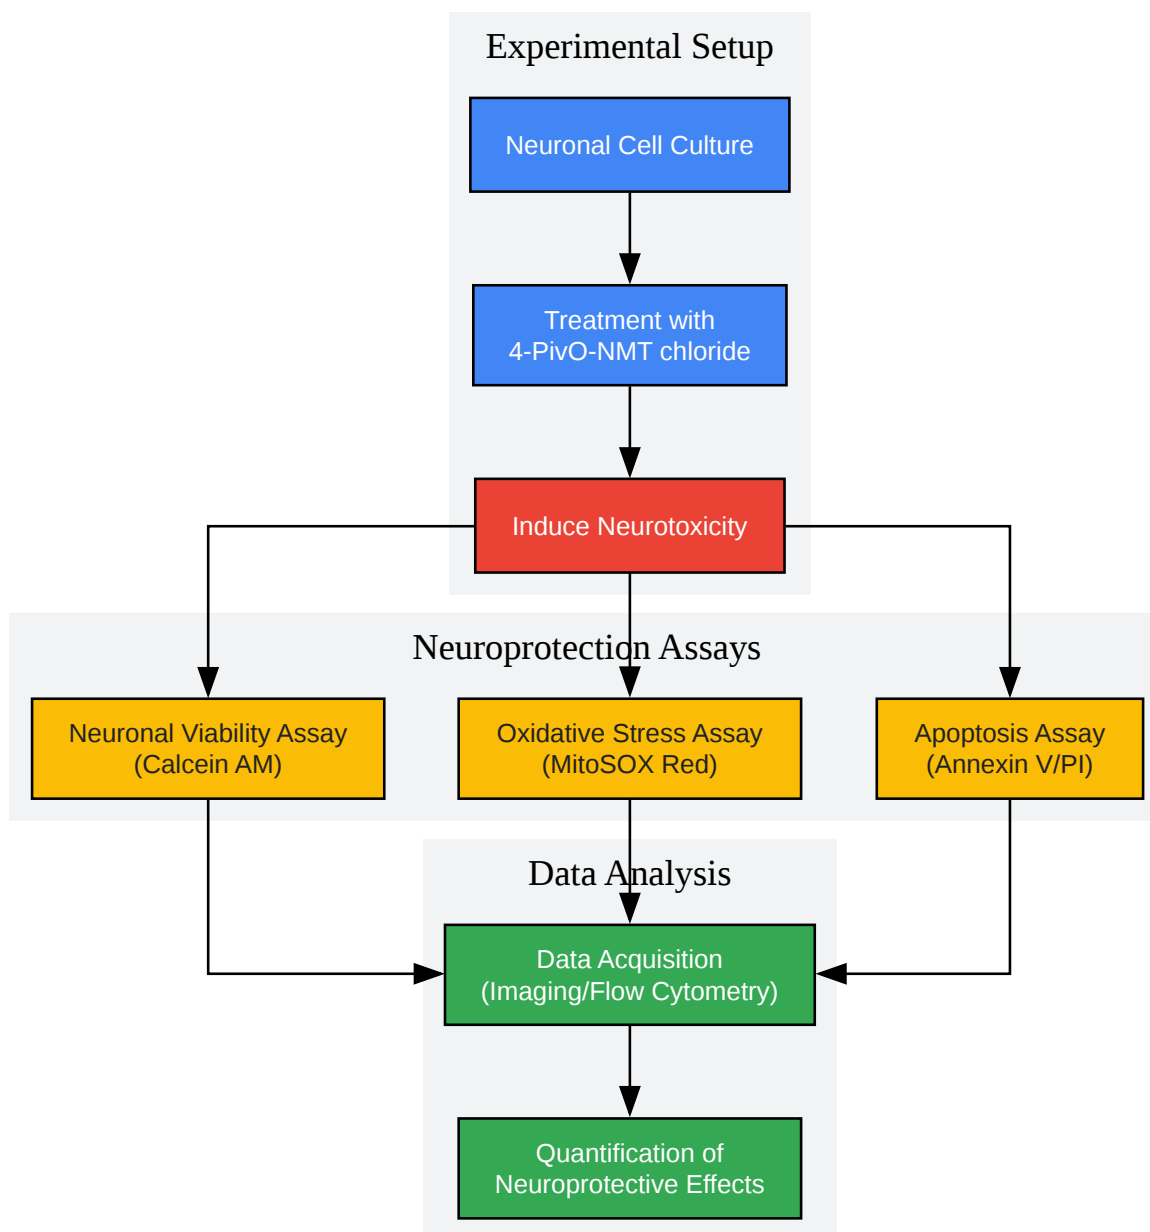 Experimental Setup
Neuronal Cell Culture
Treatment with
4-PivO-NMT chloride
Induce Neurotoxicity
Neuroprotection Assays
Neuronal Viability Assay
(Calcein AM)
Oxidative Stress Assay
(MitoSOX Red)
Apoptosis Assay
(Annexin V/PI)
Data Analysis
Data Acquisition
(Imaging/Flow Cytometry)
Quantification of
Neuroprotective Effects